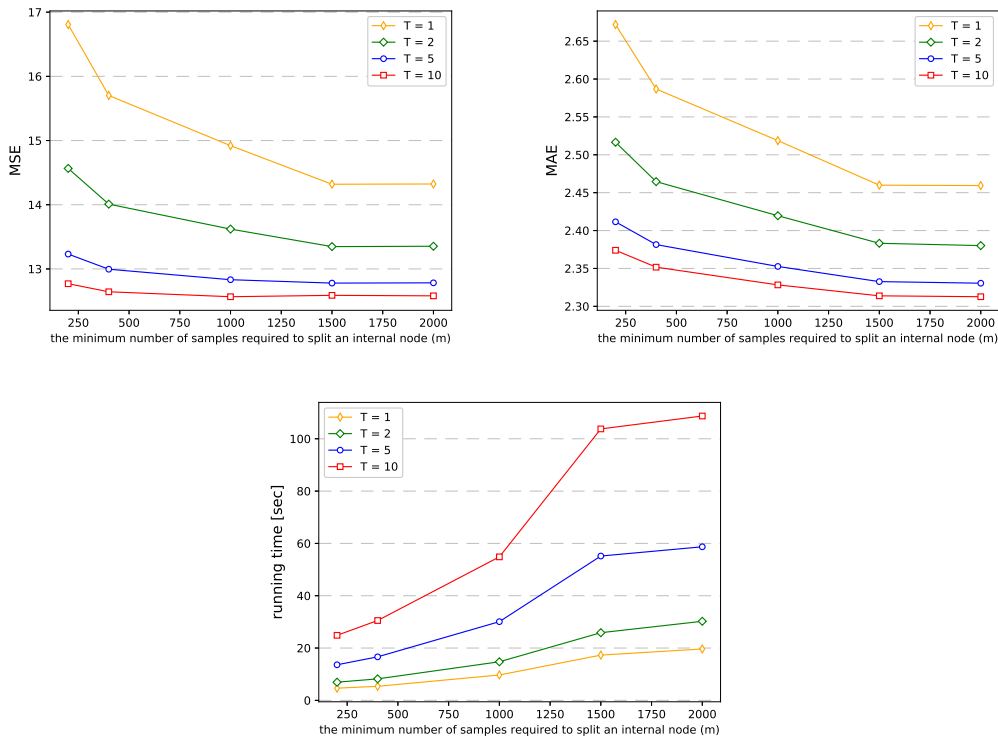 17
16
15
14
13
MSE
T = 1
T = 2
T = 5
T = 10
250 500 750 1000 1250 1500 1750 2000
the minimum number of samples required to split an internal node (m)
2.65
2.60
2.55
2.50
2.45
2.40
2.35
2.30
MAE
T = 1
T = 2
T = 5
T = 10
250 500 750 1000 1250 1500 1750 2000
the minimum number of samples required to split an internal node (m)
100
80
60
40
20
0
running time [sec]
T = 1
T = 2
T = 5
T = 10
250 500 750 1000 1250 1500 1750 2000
the minimum number of samples required to split an internal node (m)